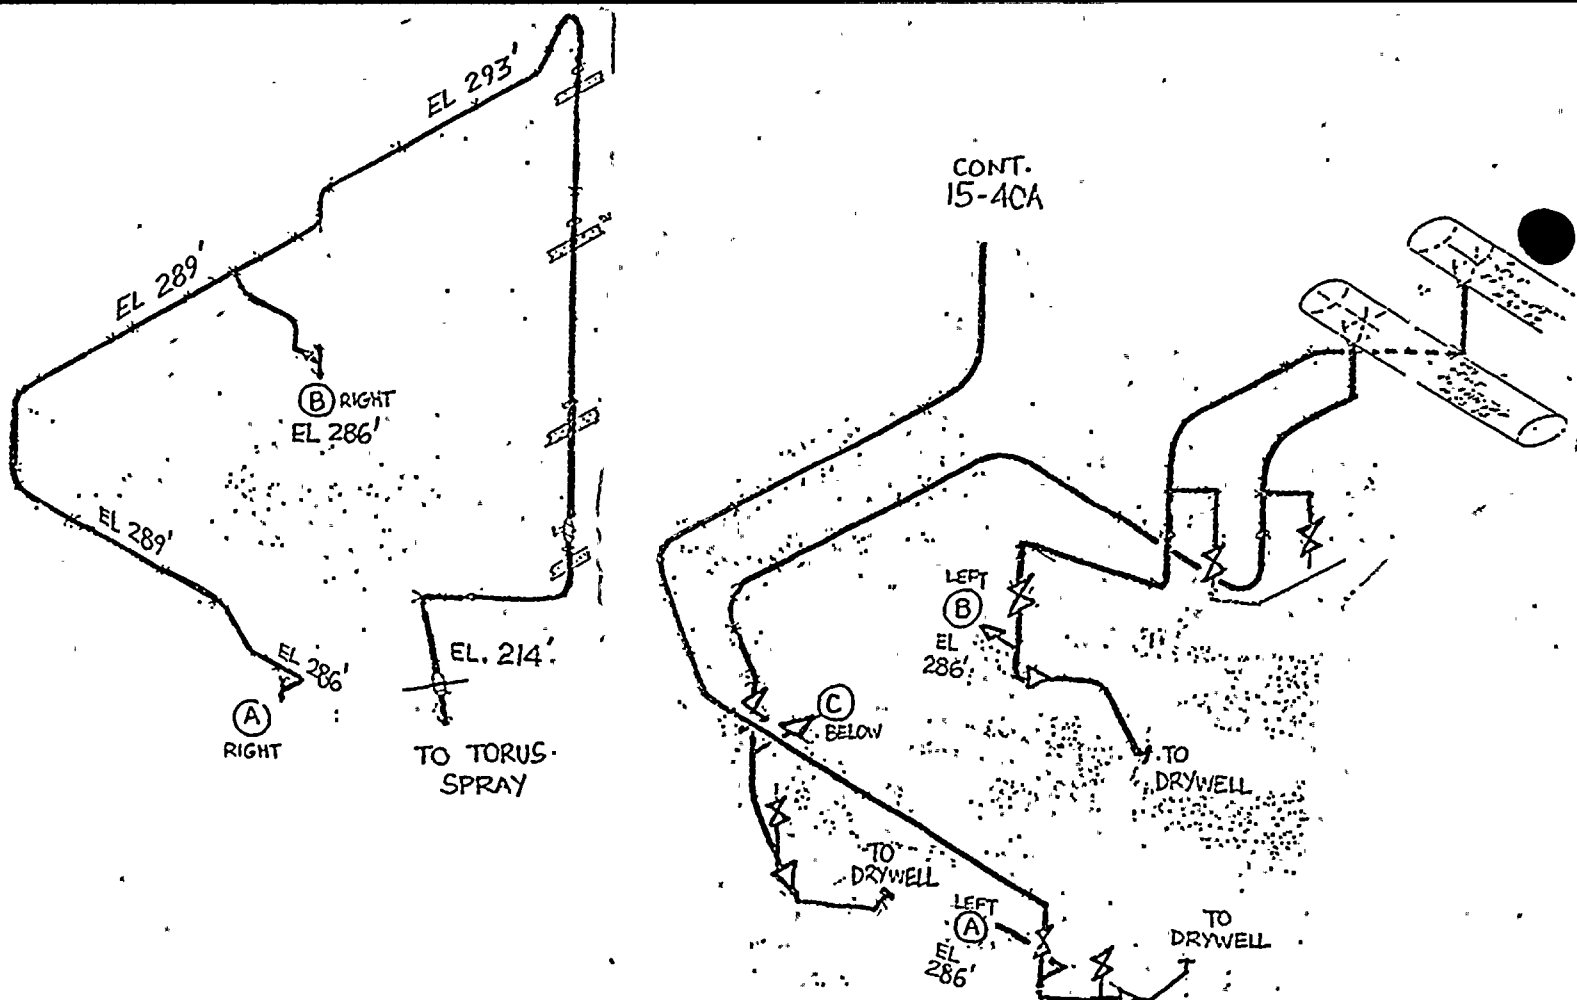 EL 293'
CONT.
15-40A
EL 289'
B RIGHT
EL 286'
EL 289'
EL 286'
A
RIGHT
EL. 214'.
TO TORUS.
SPRAY
LEFT
B
EL
286'
C
BELOW
TO
DRYWELL
TO
DRYWELL
LEFT
A
EL
286'
TO
DRYWELL